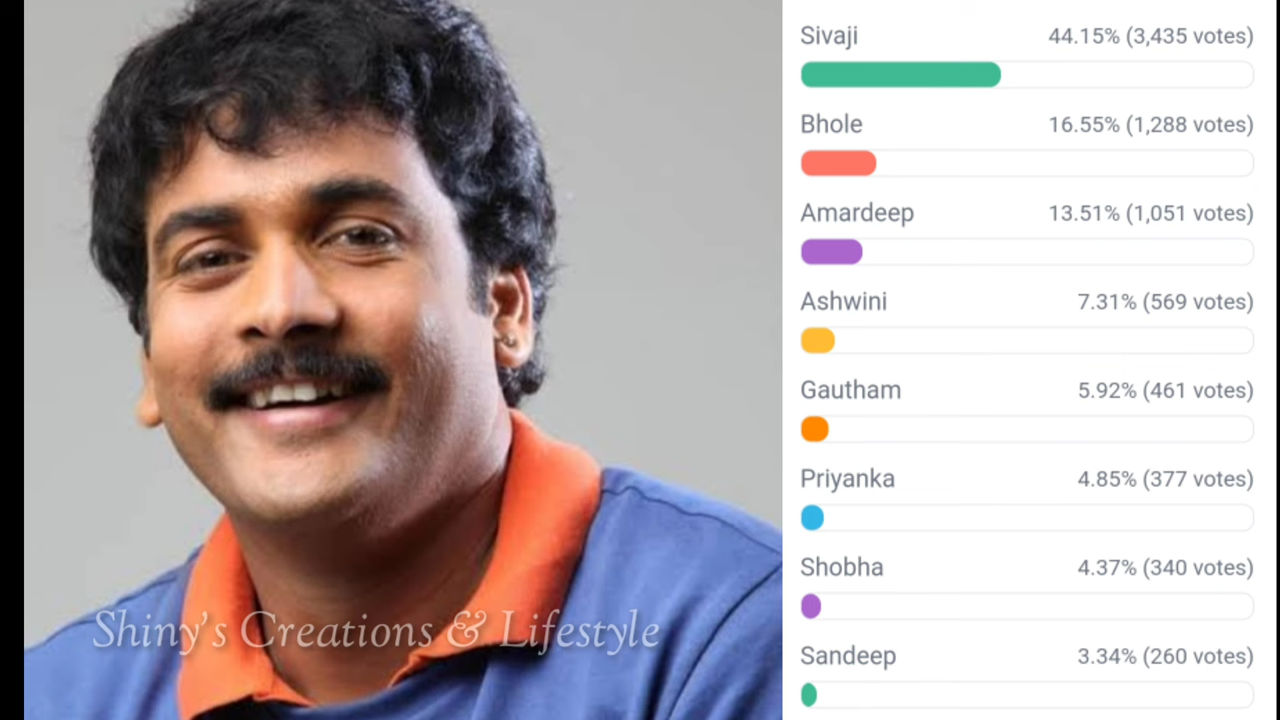 Sivaji 44.15% (3,435 votes)
Bhole 16.55% (1,288 votes)
Amardeep 13.51% (1,051 votes)
Ashwini 7.31% (569 votes)
Gautham 5.92% (461 votes)
Priyanka 4.85% (377 votes)
Shobha 4.37% (340 votes)
Sandeep 3.34% (260 votes)
Shiny's Creations & Lifestyle